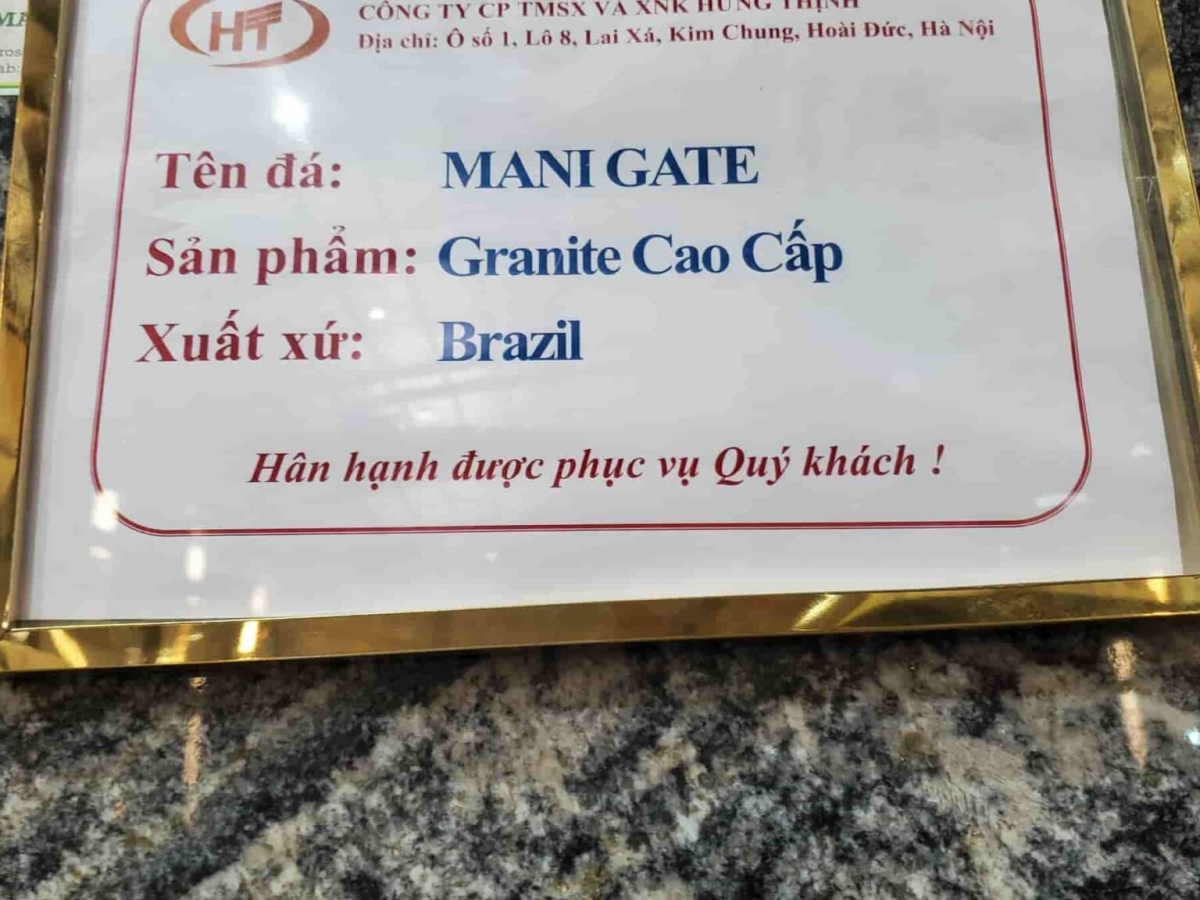 HT
CÔNG TY CP TMSX VÀ XNK HƯNG THỊNH
Địa chỉ: Ô số 1, Lô 8, Lai Xá, Kim Chung, Hoài Đức, Hà Nội
Tên đá: MANI GATE
Sản phẩm: Granite Cao Cấp
Xuất xứ: Brazil
Hân hạnh được phục vụ Quý khách !